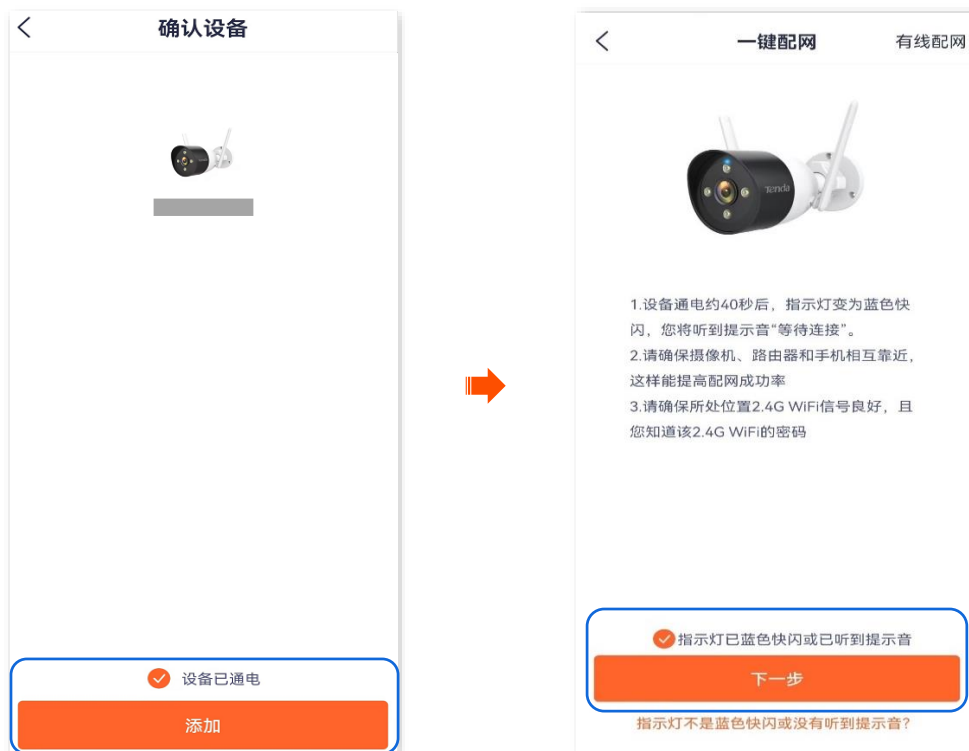 确认设备
设备已通电
添加
一键配网
有线配网
Tenda
1.设备通电约40秒后，指示灯变为蓝色快
闪，您将听到提示音“等待连接”。
2.请确保摄像机、路由器和手机相互靠近，
这样能提高配网成功率
3.请确保所处位置2.4G WiFi信号良好，且
您知道该2.4G WiFi的密码
指示灯已蓝色快闪或已听到提示音
下一步
指示灯不是蓝色快闪或没有听到提示音？